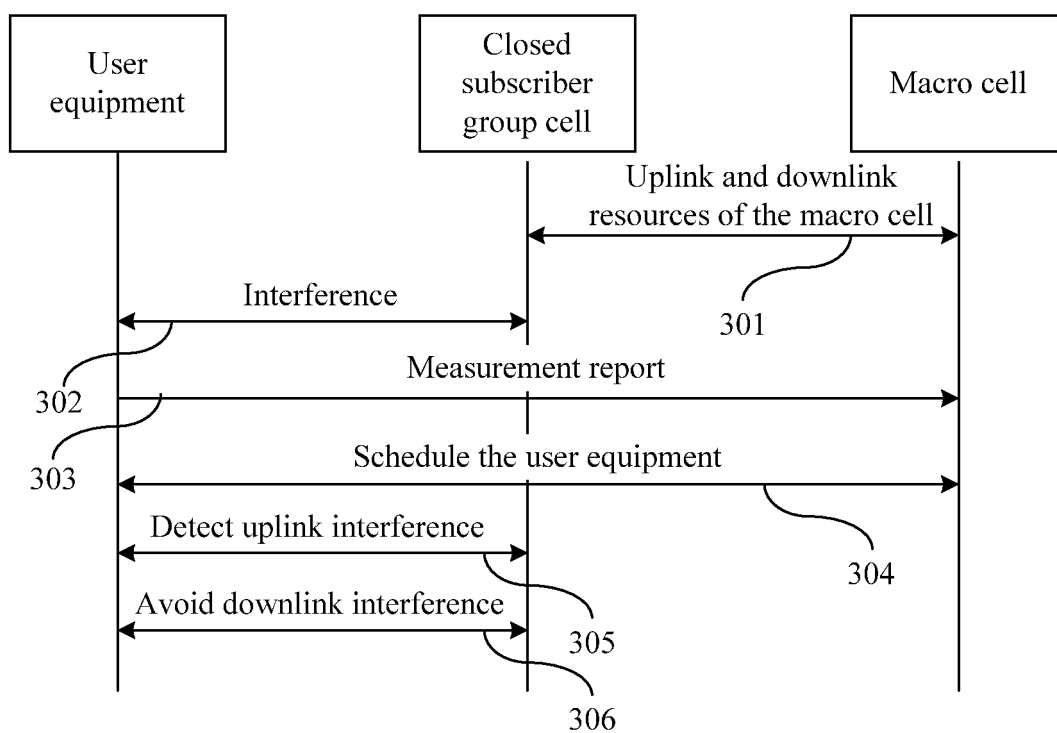 User
equipment
Closed
subscriber
group cell
Macro cell
Uplink and downlink
resources of the macro cell
301
Interference
302
Measurement report
303
Schedule the user equipment
304
Detect uplink interference
305
Avoid downlink interference
306